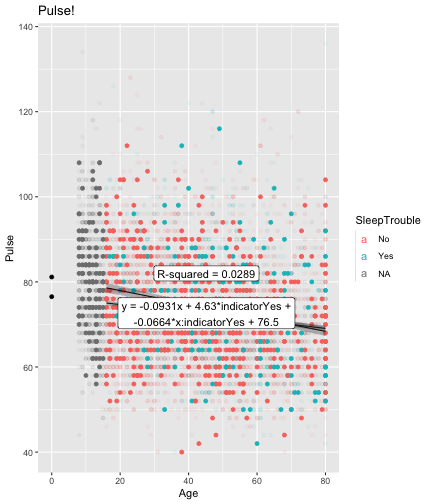 Pulse!
140
120
100
80
60
40
Pulse
R-squared = 0.0289
y = -0.0931x + 4.63*indicatorYes +
-0.0664*x:indicatorYes + 76.5
0
20
40
60
80
Age
SleepTrouble
a No
a Yes
a NA